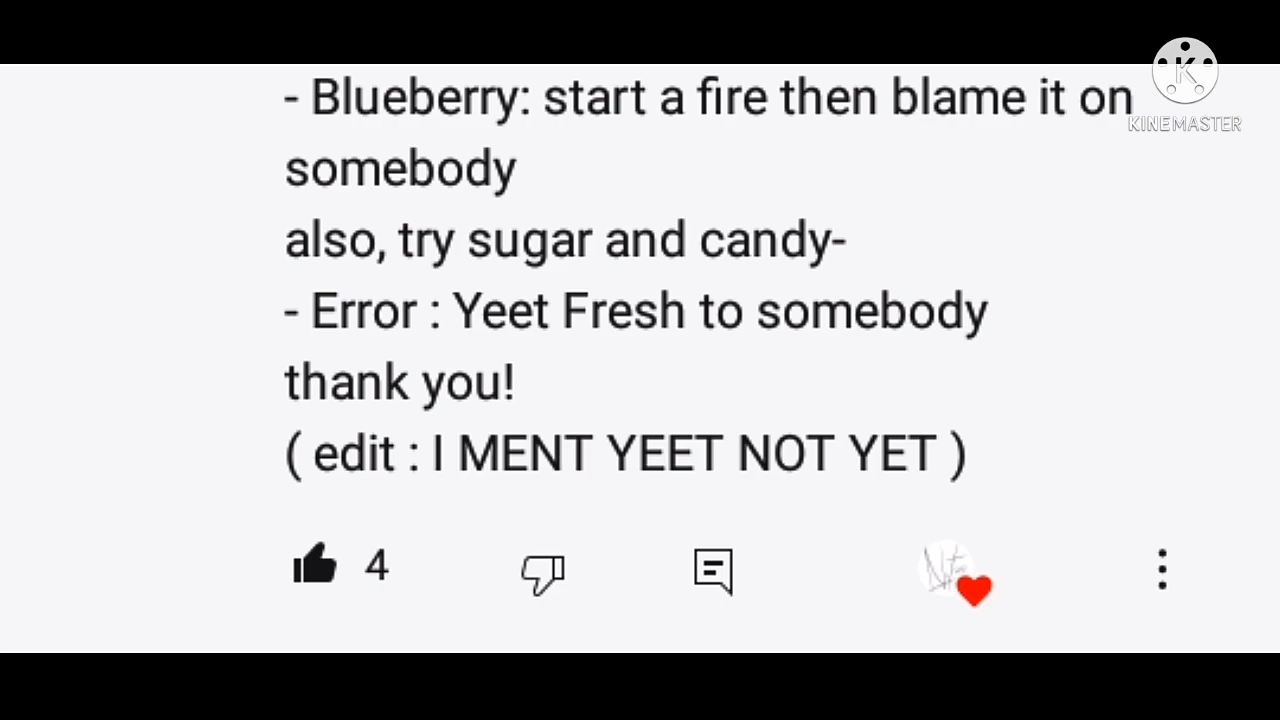 - Blueberry: start a fire then blame it on
somebody
also, try sugar and candy-
- Error : Yeet Fresh to somebody
thank you!
( edit : I MENT YEET NOT YET )
4
K
KINEMASTER